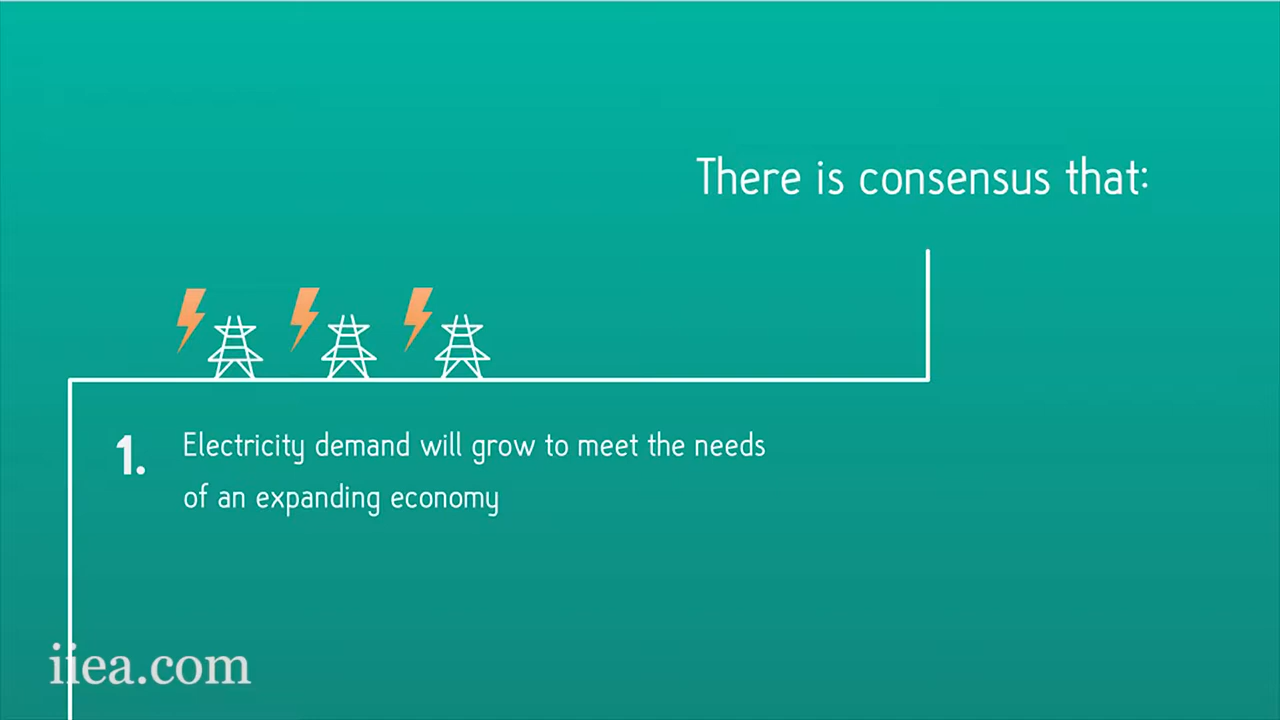 There is consensus that:
1. Electricity demand will grow to meet the needs
of an expanding economy
iiea.com